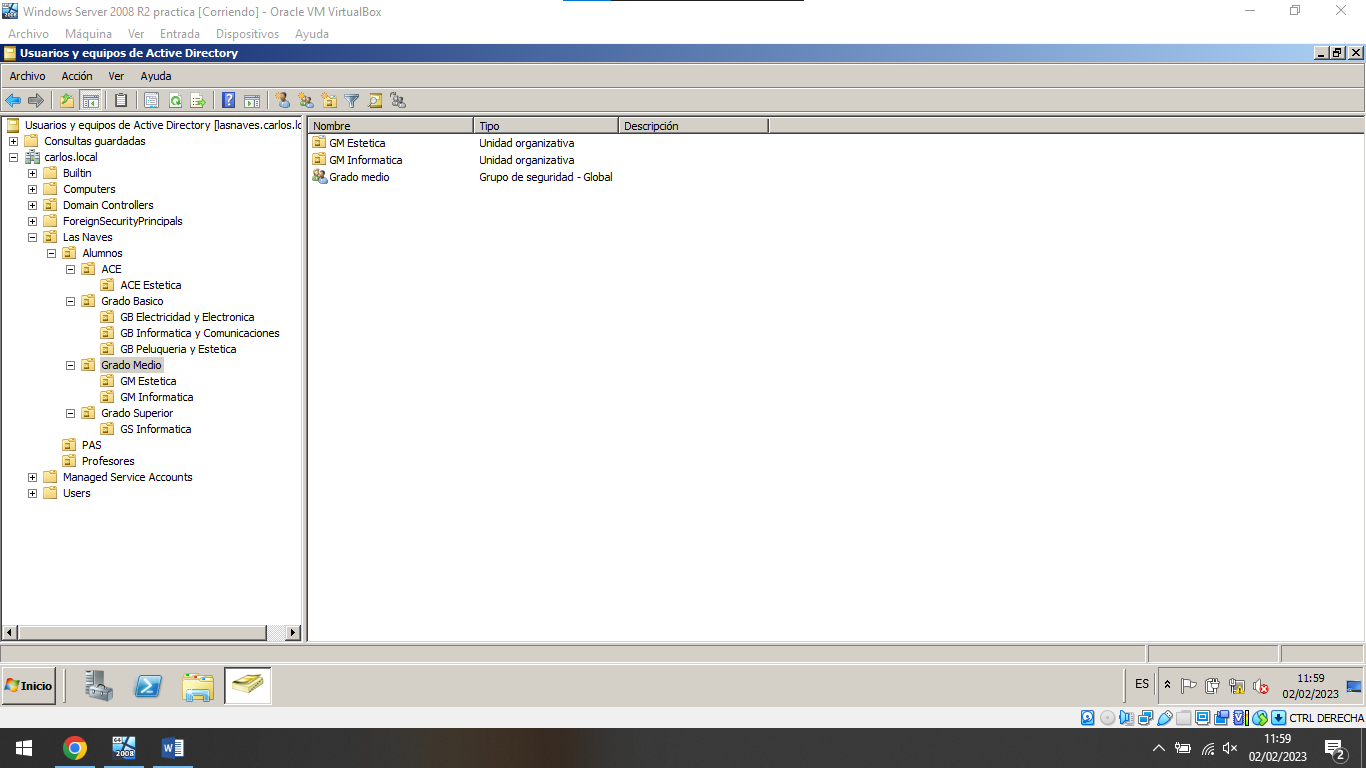 Windows Server 2008 R2 practica [Corriendo] - Oracle VM VirtualBox
Archivo Máquina Ver Entrada Dispositivos Ayuda
Usuarios y equipos de Active Directory
Archivo Acción Ver Ayuda
Usuarios y equipos de Active Directory [lasnaves.carlos.lo
Consultas guardadas
carlos.local
Builtin
Computers
Domain Controllers
ForeignSecurityPrincipals
Las Naves
Alumnos
ACE
ACE Estetica
Grado Basico
GB Electricidad y Electronica
GB Informatica y Comunicaciones
GB Peluqueria y Estetica
Grado Medio
GM Estetica
GM Informatica
Grado Superior
GS Informatica
PAS
Profesores
Managed Service Accounts
Users
Nombre Tipo Descripción
GM Estetica Unidad organizativa
GM Informatica Unidad organizativa
Grado medio Grupo de seguridad - Global
Inicio
ES
11:59
02/02/2023
CTRL DERECHA
2008
11:59
02/02/2023
2